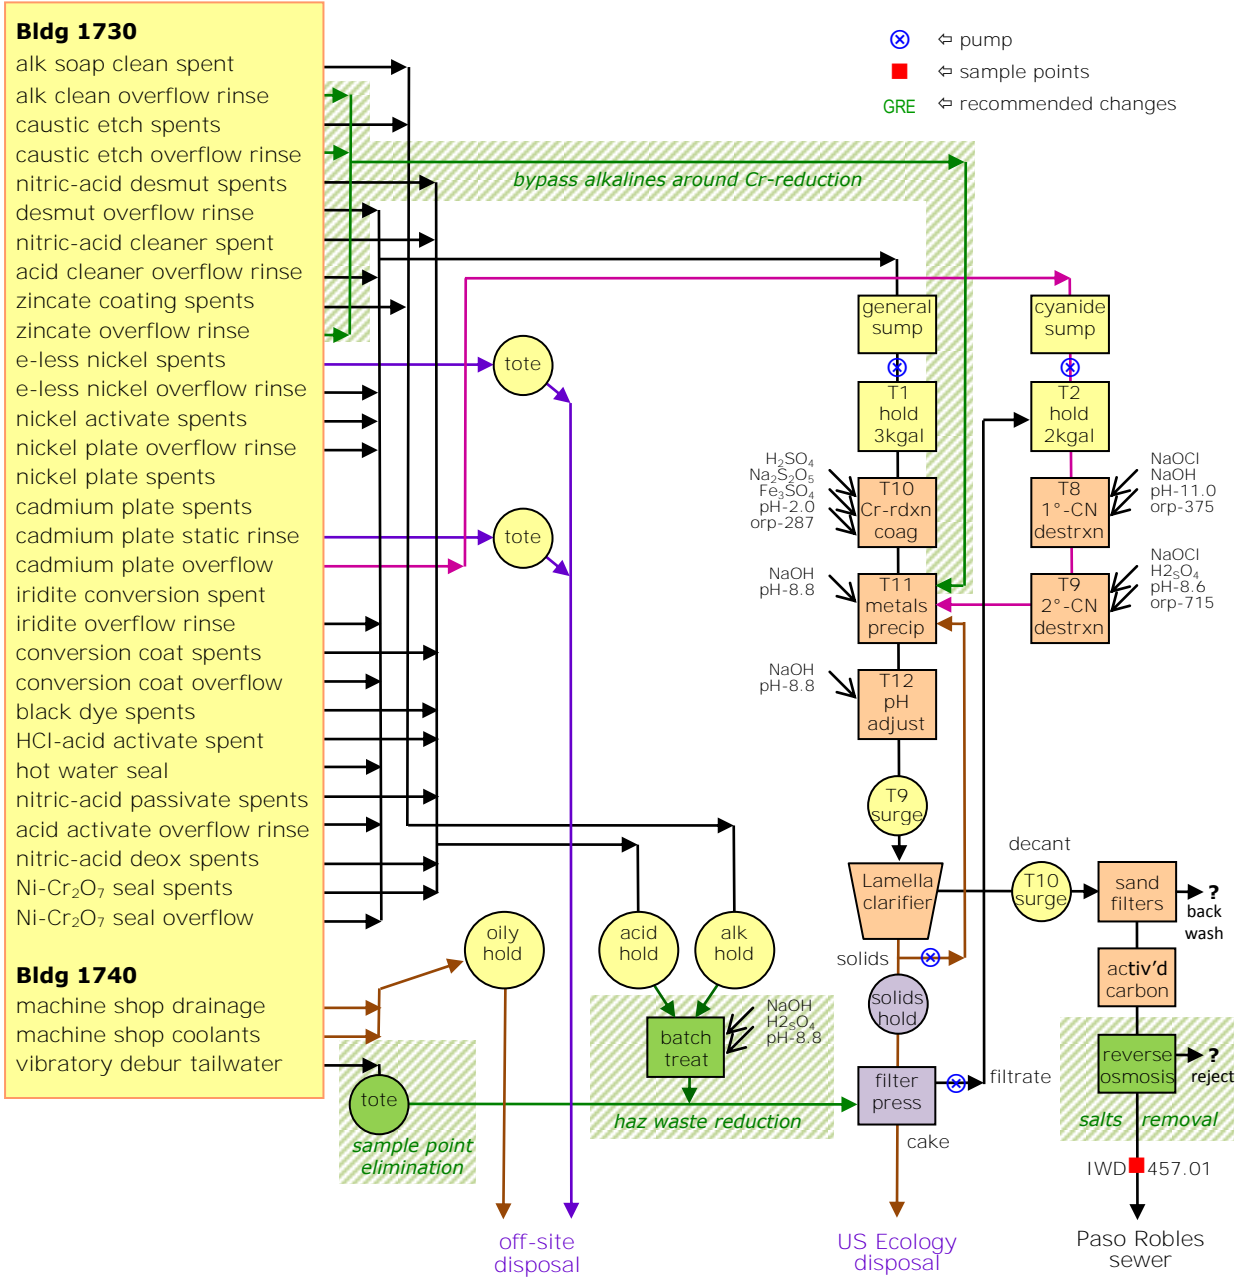 Bldg 1730
alk soap clean spent
alk clean overflow rinse
caustic etch spents
caustic etch overflow rinse
nitric-acid desmut spents
desmut overflow rinse
nitric-acid cleaner spent
acid cleaner overflow rinse
zincate coating spents
zincate overflow rinse
e-less nickel spents
e-less nickel overflow rinse
nickel activate spents
nickel plate overflow rinse
nickel plate spents
cadmium plate spents
cadmium plate static rinse
cadmium plate overflow
iridite conversion spent
iridite overflow rinse
conversion coat spents
conversion coat overflow
black dye spents
HCl-acid activate spent
hot water seal
nitric-acid passivate spents
acid activate overflow rinse
nitric-acid deox spents
Ni-Cr₂O₇ seal spents
Ni-Cr₂O₇ seal overflow
Bldg 1740
machine shop drainage
machine shop coolants
vibratory debur tailwater
⇦ pump
⇦ sample points
GRE ⇦ recommended changes
bypass alkalines around Cr-reduction
general
sump
cyanide
sump
tote
T1
hold
3kgal
T2
hold
2kgal
H₂SO₄
Na₂S₂O₅
Fe₃SO₄
pH-2.0
orp-287
T10
Cr-rdxn
coag
T8
1°-CN
destrxn
NaOCl
NaOH
pH-11.0
orp-375
tote
NaOH
pH-8.8
T11
metals
precip
T9
2°-CN
destrxn
NaOCl
H2SO₄
pH-8.6
orp-715
NaOH
pH-8.8
T12
pH
adjust
T9
surge
Lamella
clarifier
decant
T10
surge
sand
filters
?
back
wash
oily
hold
acid
hold
alk
hold
solids
solids
hold
activ'd
carbon
NaOH
H2SO₄
pH-8.8
batch
treat
filter
press
filtrate
reverse
osmosis
?
reject
tote
haz waste reduction
cake
salts removal
sample point
elimination
IWD 457.01
off-site
disposal
US Ecology
disposal
Paso Robles
sewer